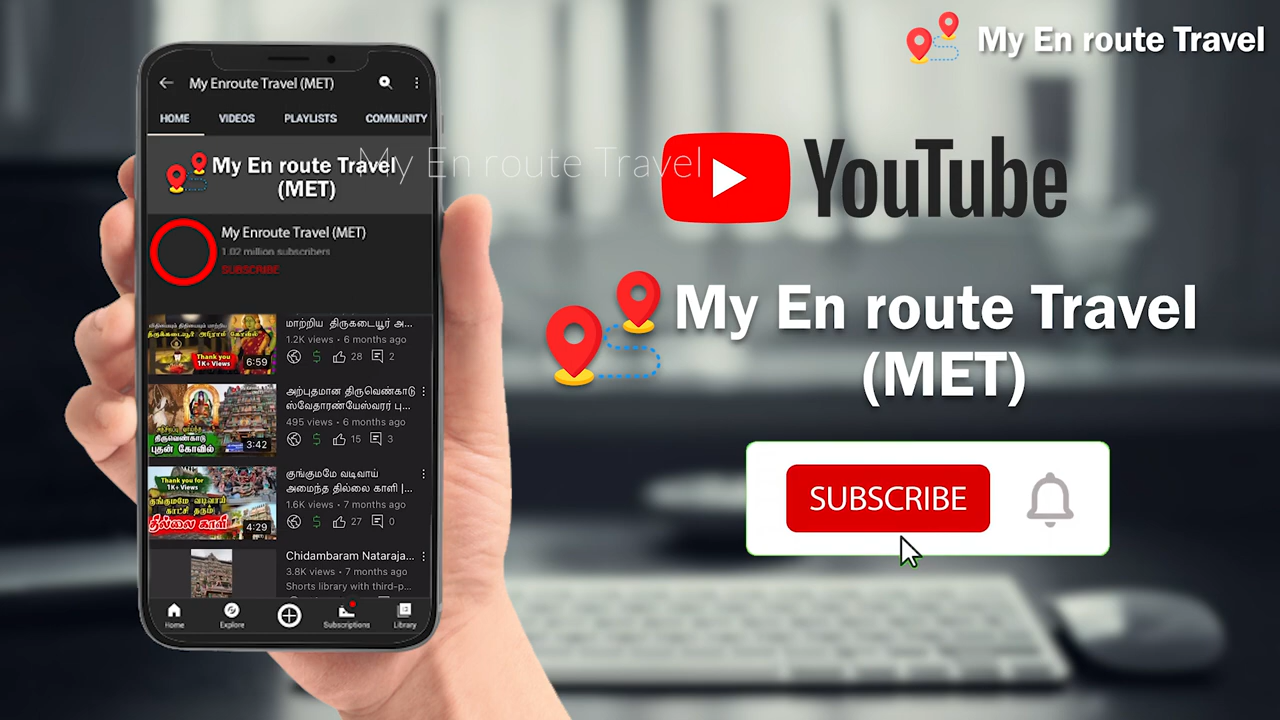 My En route Travel
My Enroute Travel (MET)
HOME VIDEOS PLAYLISTS COMMUNITY
My En route Travel
(MET)
My En route Travel
My Enroute Travel (MET)
1.02 million subscribers
SUBSCRIBE
திருக்கடையூர்
Thank you
1K+ Views
6:59
மாற்றிய திருகடையூர் அ...
1.2K views • 6 months ago
28 2
திருவெண்காடு
புதன் கோவில்
3:42
அற்புதமான திருவெண்காடு
ஸ்வேதாரண்யேஸ்வரர் பு...
495 views • 6 months ago
15 3
Thank you for
1K+ Views
குங்குமமே வடிவாய்
காட்சி தரும்
தில்லை காளி
4:29
குங்குமமே வடிவாய்
அமைந்த தில்லை காளி |...
1.6K views • 7 months ago
27 0
Chidambaram Nataraja...
3.8K views • 7 months ago
Shorts library with third-p...
Home Explore Subscriptions Library
YouTube
My En route Travel
(MET)
SUBSCRIBE